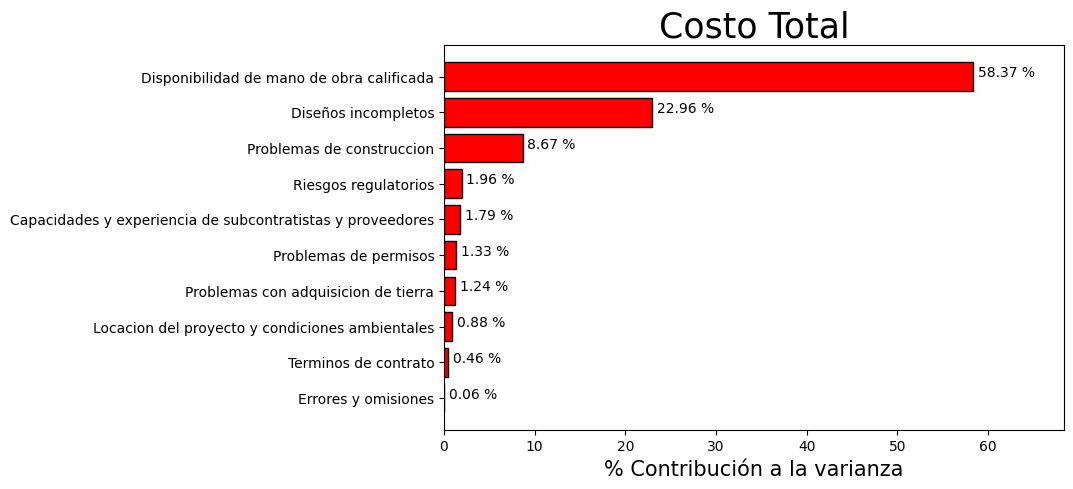 Costo Total
Disponibilidad de mano de obra calificada 58.37 %
Diseños incompletos 22.96 %
Problemas de construccion 8.67 %
Riesgos regulatorios 1.96 %
Capacidades y experiencia de subcontratistas y proveedores 1.79 %
Problemas de permisos 1.33 %
Problemas con adquisicion de tierra 1.24 %
Locacion del proyecto y condiciones ambientales 0.88 %
Terminos de contrato 0.46 %
Errores y omisiones 0.06 %
0 10 20 30 40 50 60
% Contribución a la varianza